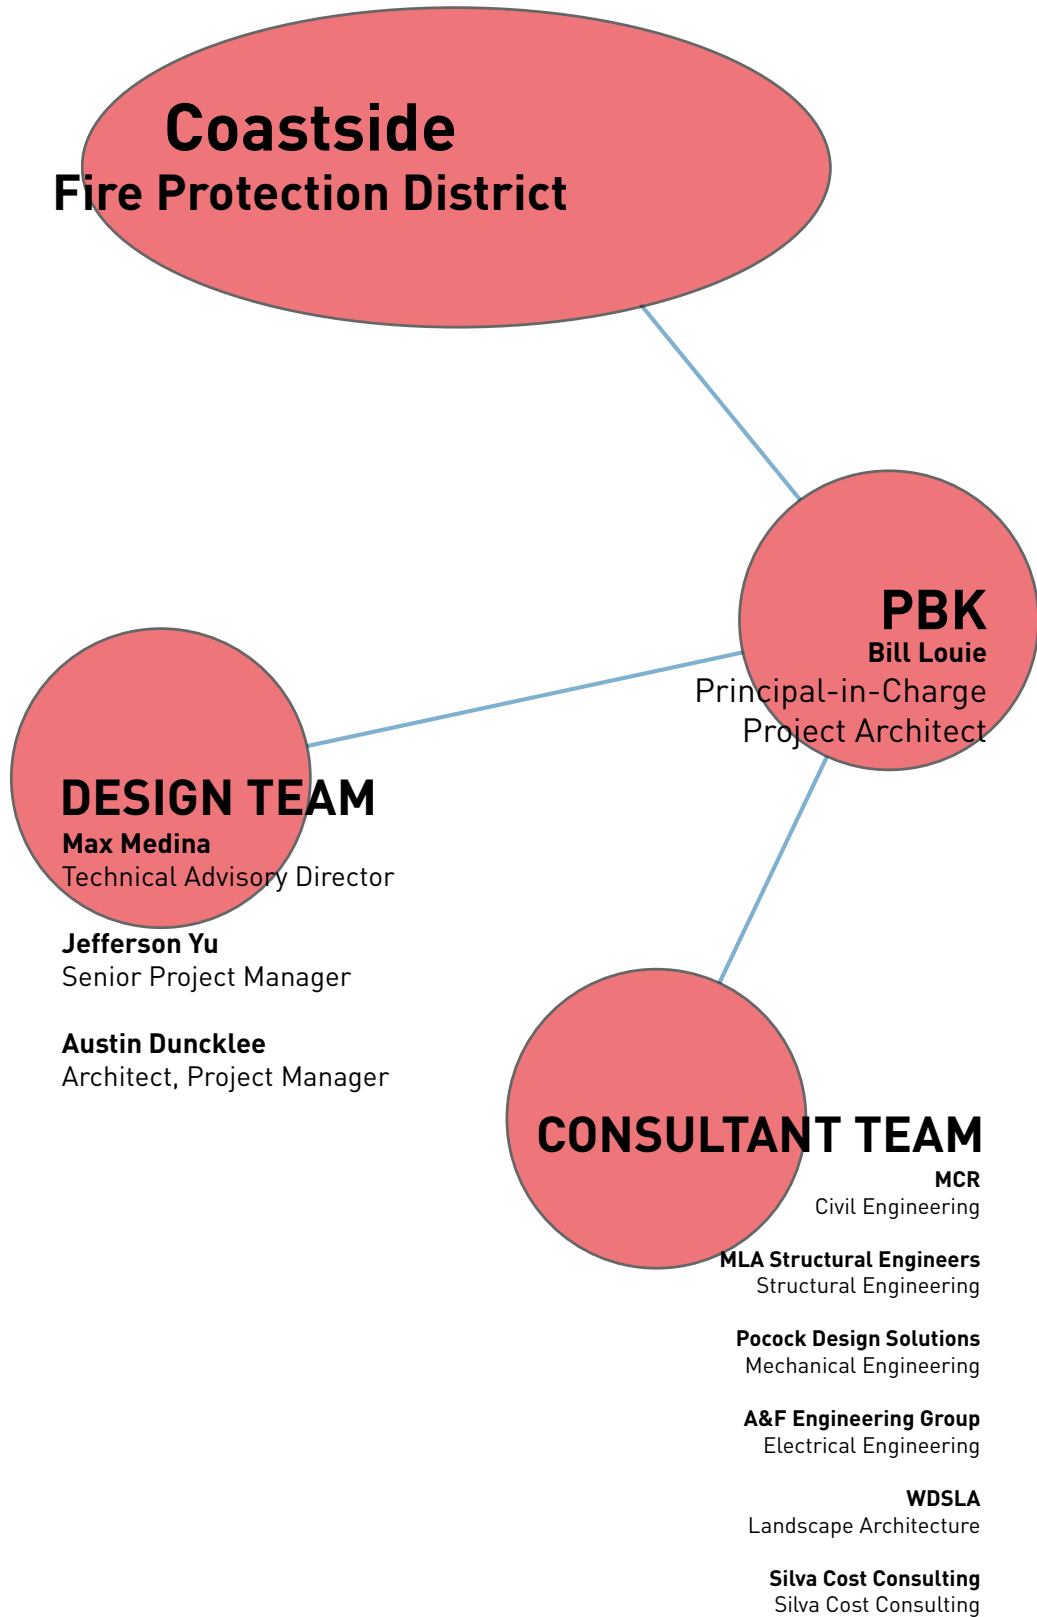 Coastside
Fire Protection District
PBK
Bill Louie
Principal-in-Charge
Project Architect
DESIGN TEAM
Max Medina
Technical Advisory Director
Jefferson Yu
Senior Project Manager
Austin Duncklee
Architect, Project Manager
CONSULTANT TEAM
MCR
Civil Engineering
MLA Structural Engineers
Structural Engineering
Pocock Design Solutions
Mechanical Engineering
A&F Engineering Group
Electrical Engineering
WDSLA
Landscape Architecture
Silva Cost Consulting
Silva Cost Consulting